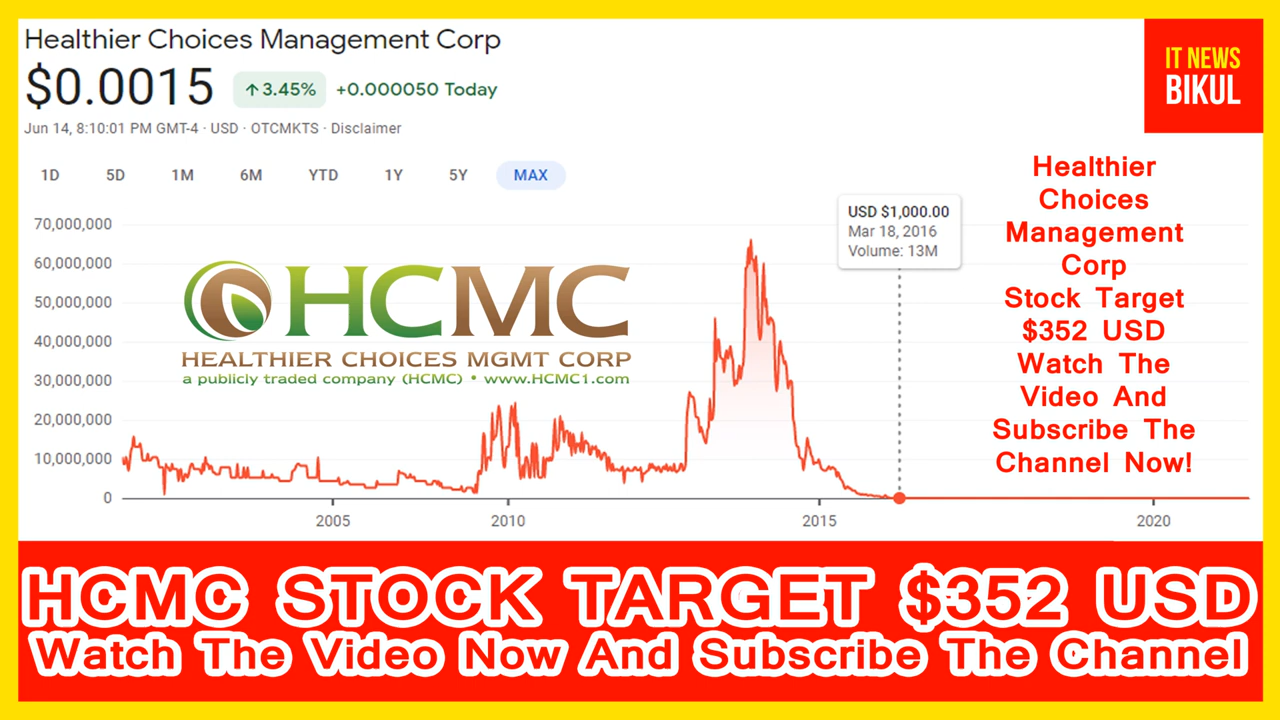 Healthier Choices Management Corp
$0.0015 ↑ 3.45% +0.000050 Today
Jun 14, 8:10:01 PM GMT-4 · USD · OTCMKTS · Disclaimer
IT NEWS
BIKUL
1D 5D 1M 6M YTD 1Y 5Y MAX
70,000,000
60,000,000
50,000,000
40,000,000
30,000,000
20,000,000
10,000,000
0
2005 2010 2015 2020
USD $1,000.00
Mar 18, 2016
Volume: 13M
HCMC
HEALTHIER CHOICES MGMT CORP
a publicly traded company (HCMC) • www.HCMC1.com
Healthier
Choices
Management
Corp
Stock Target
$352 USD
Watch The
Video And
Subscribe The
Channel Now!
HCMC STOCK TARGET $352 USD
Watch The Video Now And Subscribe The Channel